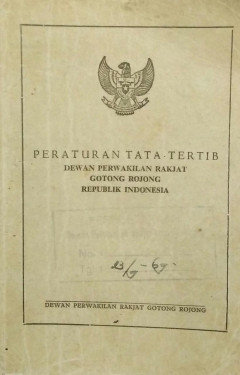 PERATURAN TATA-TERTIB
DEWAN PERWAKILAN RAKJAT
GOTONG ROJONG
REPUBLIK INDONESIA
DEWAN PERWAKILAN RAKJAT GOTONG ROJONG